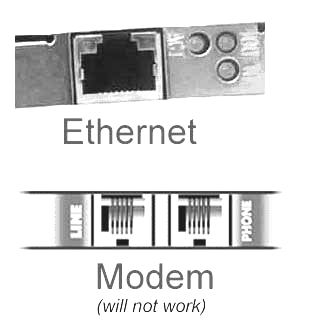 Ethernet
LINE
PHONE
Modem
(will not work)